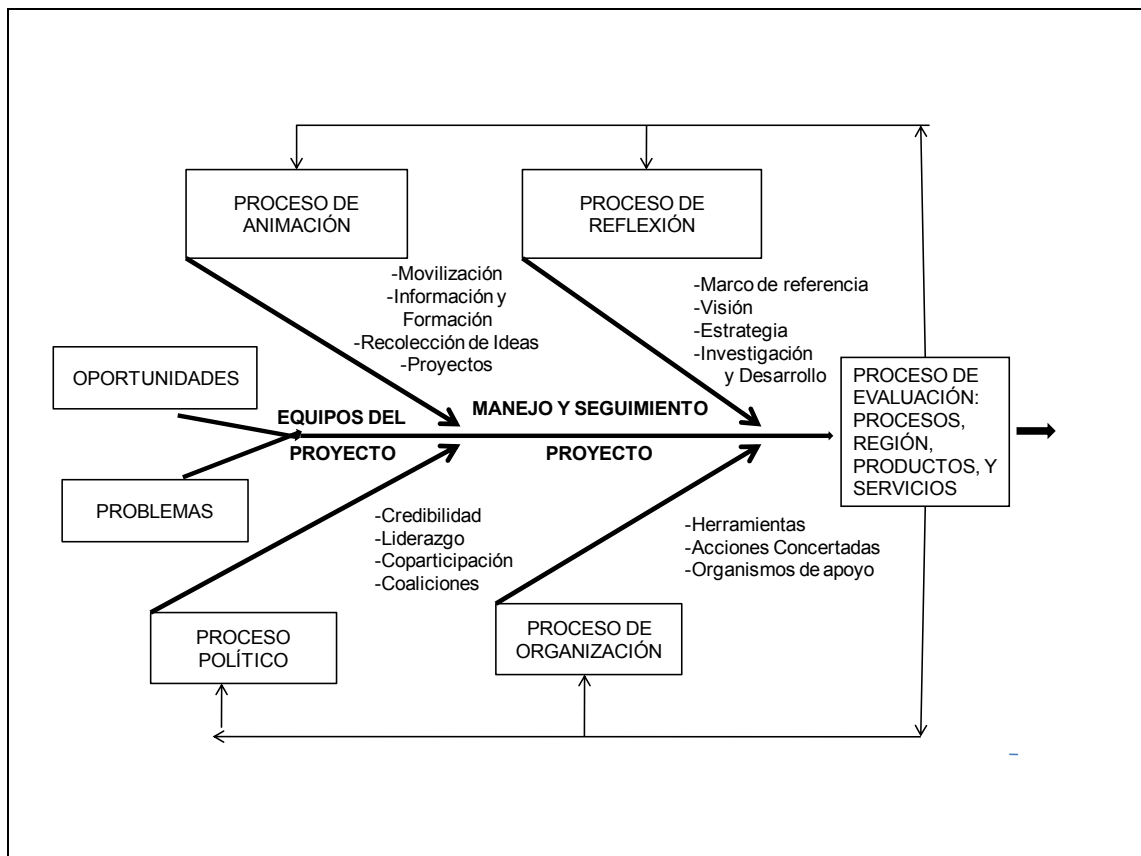 PROCESO DE
ANIMACIÓN
PROCESO DE
REFLEXIÓN
-Movilización
-Información y
Formación
-Recolección de Ideas
-Proyectos
-Marco de referencia
-Visión
-Estrategia
-Investigación
y Desarrollo
OPORTUNIDADES
PROBLEMAS
EQUIPOS DEL
PROYECTO
MANEJO Y SEGUIMIENTO
PROYECTO
PROCESO DE
EVALUACIÓN:
PROCESOS,
REGIÓN,
PRODUCTOS, Y
SERVICIOS
-Credibilidad
-Liderazgo
-Coparticipación
-Coaliciones
-Herramientas
-Acciones Concertadas
-Organismos de apoyo
PROCESO
POLÍTICO
PROCESO DE
ORGANIZACIÓN